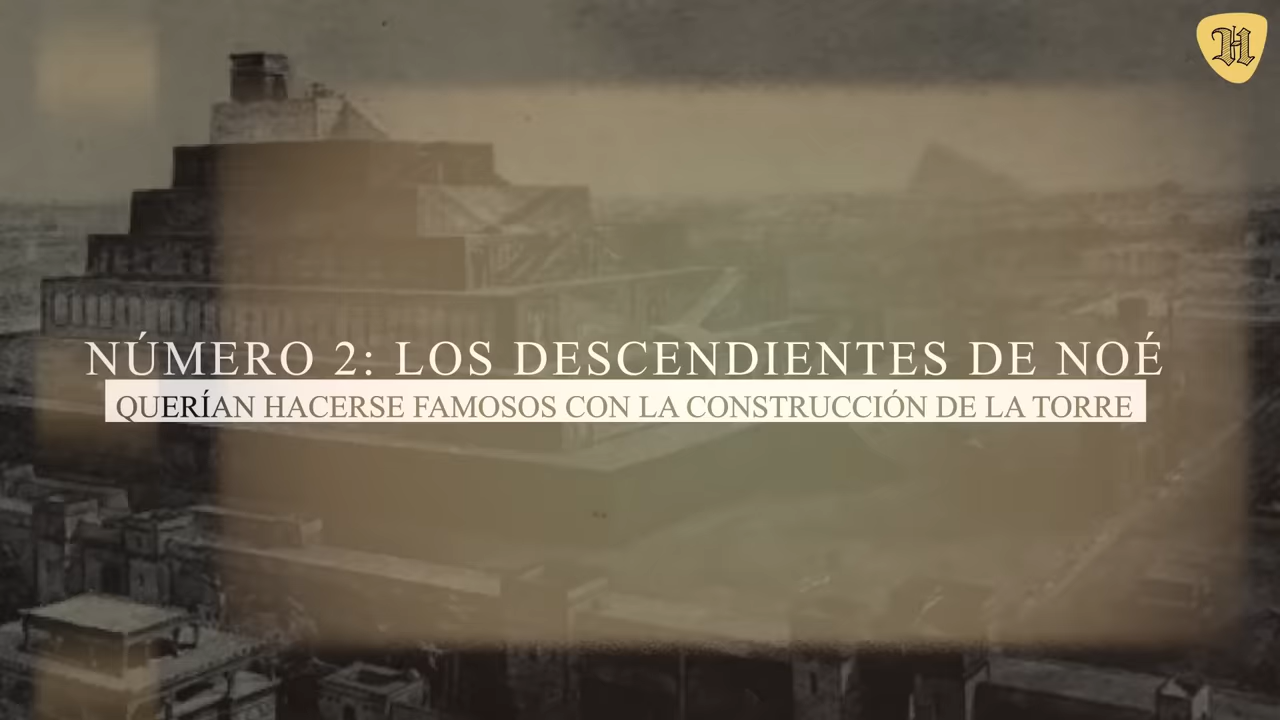 NÚMERO 2: LOS DESCENDIENTES DE NOÉ
QUERÍAN HACERSE FAMOSOS CON LA CONSTRUCCIÓN DE LA TORRE
H